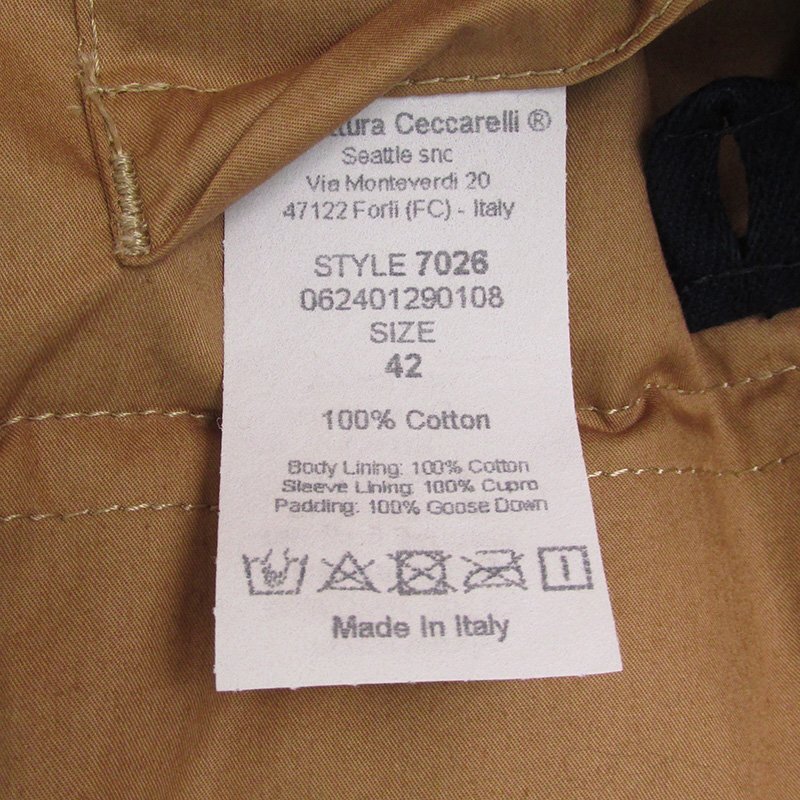 tura Ceccarelli ®
Seattle snc
Via Monteverdi 20
47122 Forlì (FC) - Italy
STYLE 7026
062401290108
SIZE
42
100% Cotton
Body Lining: 100% Cotton
Sleeve Lining: 100% Cupro
Padding: 100% Goose Down
Made In Italy